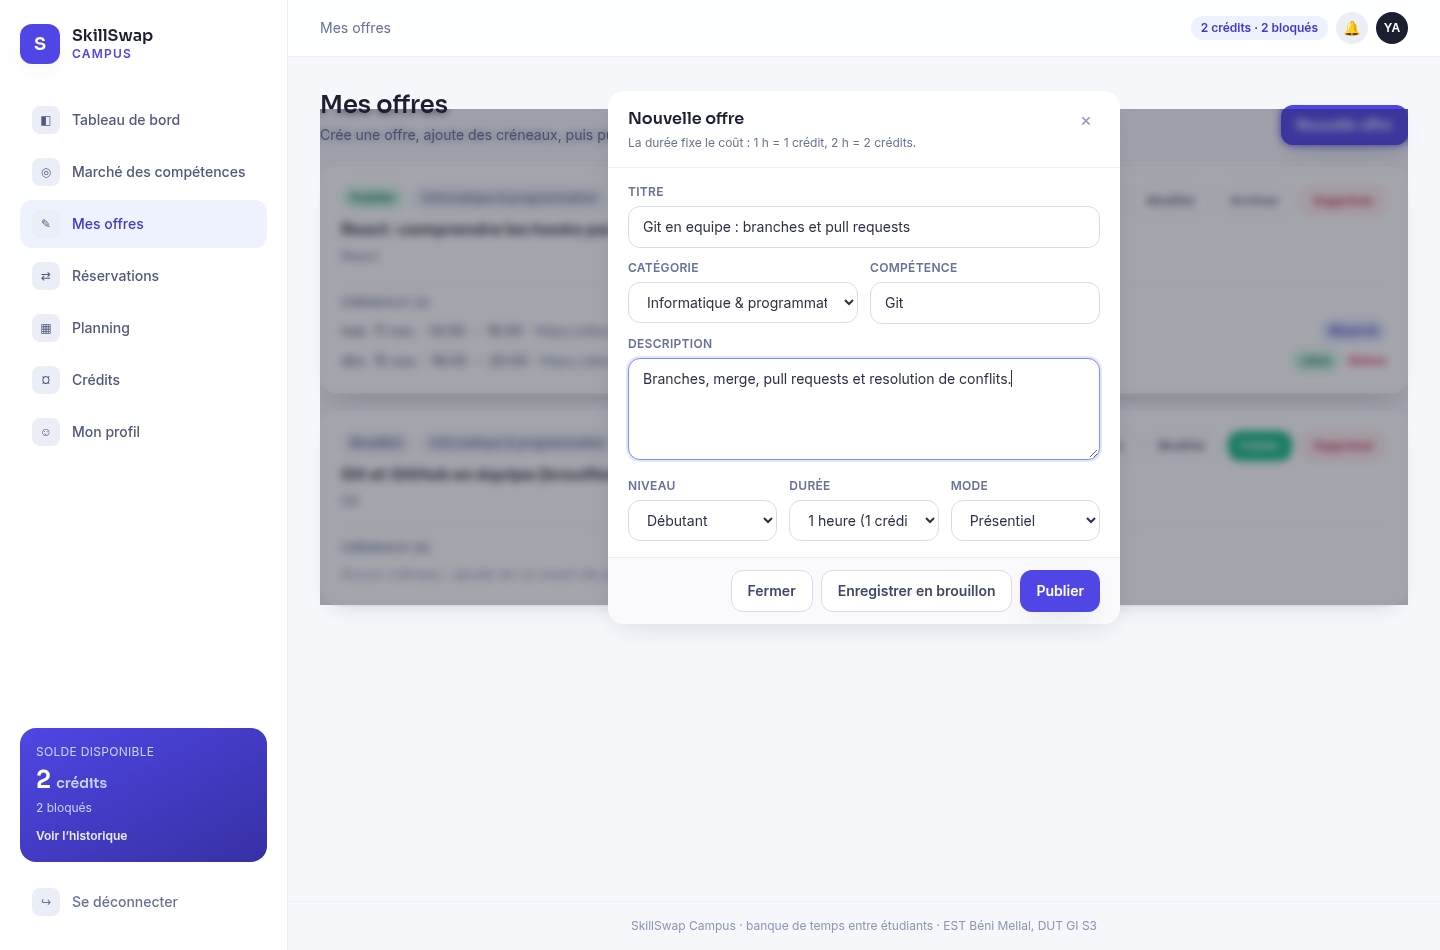 S
SkillSwap
CAMPUS
Tableau de bord
Marché des compétences
Mes offres
Réservations
Planning
Crédits
Mon profil
SOLDE DISPONIBLE
2 crédits
2 bloqués
Voir l’historique
Se déconnecter
Mes offres
2 crédits · 2 bloqués
YA
Mes offres
Crée une offre, ajoute des créneaux, puis
Nouvelle offre
Nouvelle offre
La durée fixe le coût : 1 h = 1 crédit, 2 h = 2 crédits.
×
TITRE
Git en equipe : branches et pull requests
CATÉGORIE
COMPÉTENCE
Informatique & programmat
Git
DESCRIPTION
Branches, merge, pull requests et resolution de conflits.
NIVEAU
DURÉE
MODE
Débutant
1 heure (1 crédi
Présentiel
Fermer
Enregistrer en brouillon
Publier
SkillSwap Campus · banque de temps entre étudiants · EST Béni Mellal, DUT GI S3